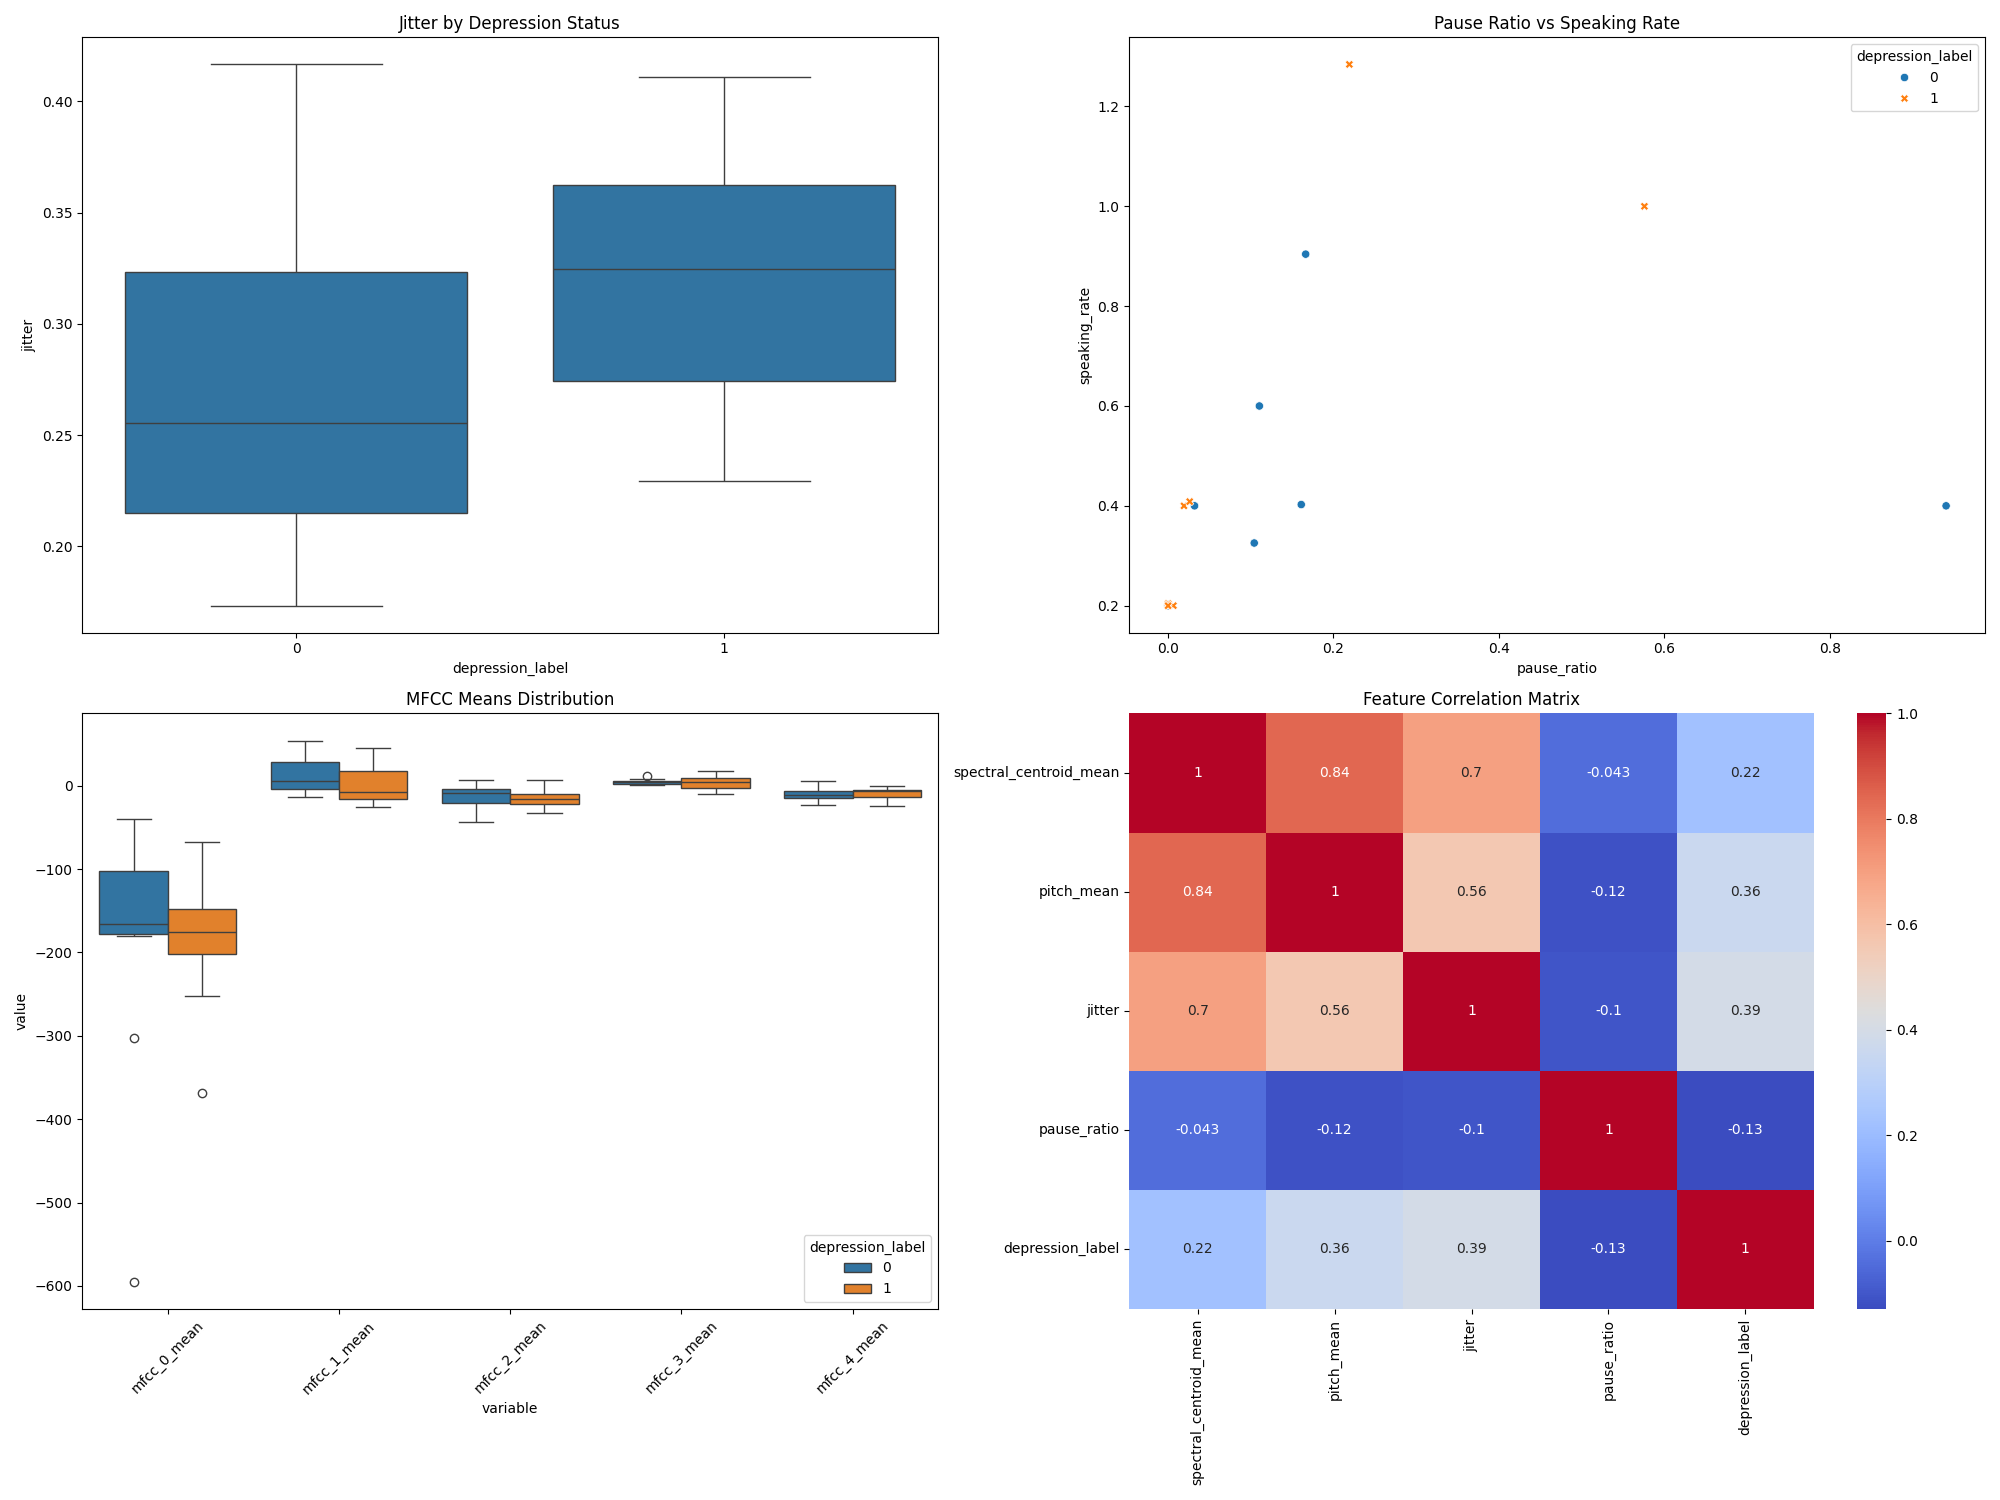 Jitter by Depression Status
jitter
0.40
0.35
0.30
0.25
0.20
0
1
depression_label
Pause Ratio vs Speaking Rate
depression_label
0
1
speaking_rate
1.2
1.0
0.8
0.6
0.4
0.2
0.0
0.2
0.4
0.6
0.8
pause_ratio
MFCC Means Distribution
value
0
−100
−200
−300
−400
−500
−600
depression_label
0
1
mfcc_0_mean
mfcc_1_mean
mfcc_2_mean
mfcc_3_mean
mfcc_4_mean
variable
Feature Correlation Matrix
spectral_centroid_mean 1 0.84 0.7 -0.043 0.22
pitch_mean 0.84 1 0.56 -0.12 0.36
jitter 0.7 0.56 1 -0.1 0.39
pause_ratio -0.043 -0.12 -0.1 1 -0.13
depression_label 0.22 0.36 0.39 -0.13 1
spectral_centroid_mean
pitch_mean
jitter
pause_ratio
depression_label
1.0
0.8
0.6
0.4
0.2
0.0